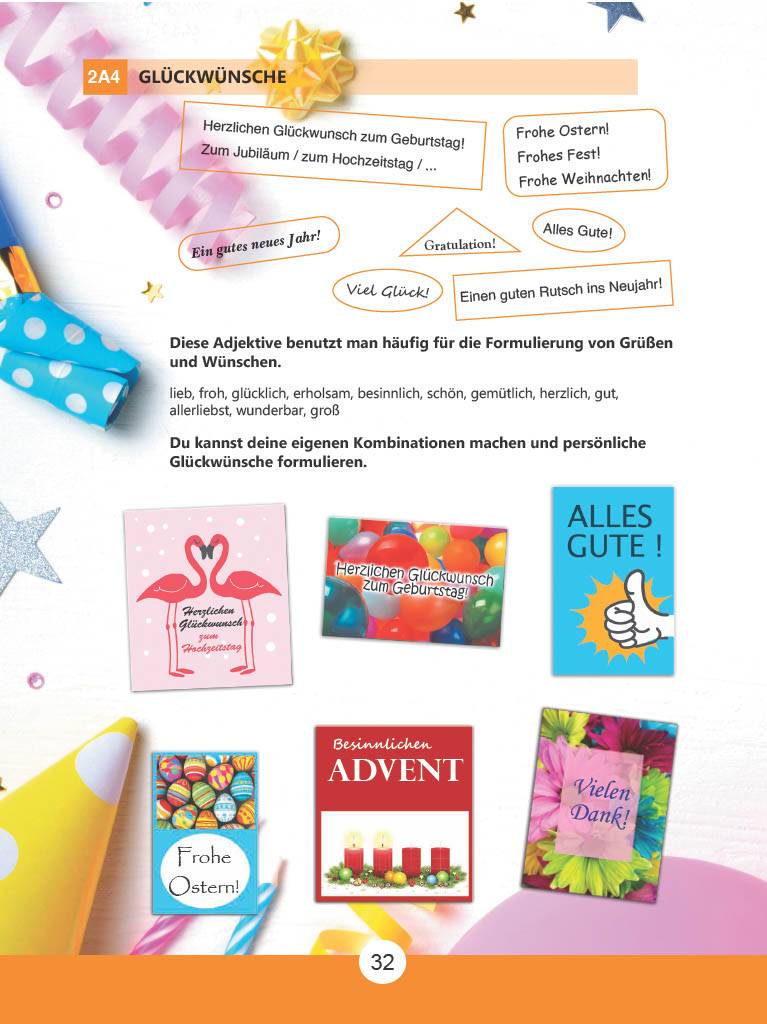 2A4 GLÜCKWÜNSCHE
Herzlichen Glückwunsch zum Geburtstag!
Zum Jubiläum / zum Hochzeitstag / ...
Frohe Ostern!
Frohes Fest!
Frohe Weihnachten!
Ein gutes neues Jahr!
Gratulation!
Alles Gute!
Viel Glück!
Einen guten Rutsch ins Neujahr!
Diese Adjektive benutzt man häufig für die Formulierung von Grüßen
und Wünschen.
lieb, froh, glücklich, erholsam, besinnlich, schön, gemütlich, herzlich, gut,
allerliebst, wunderbar, groß
Du kannst deine eigenen Kombinationen machen und persönliche
Glückwünsche formulieren.
Herzlichen
Glückwunsch
zum
Hochzeitstag
Herzlichen Glückwunsch
zum Geburtstag!
ALLES
GUTE !
Frohe
Ostern!
Besinnlichen
ADVENT
Vielen
Dank!
32